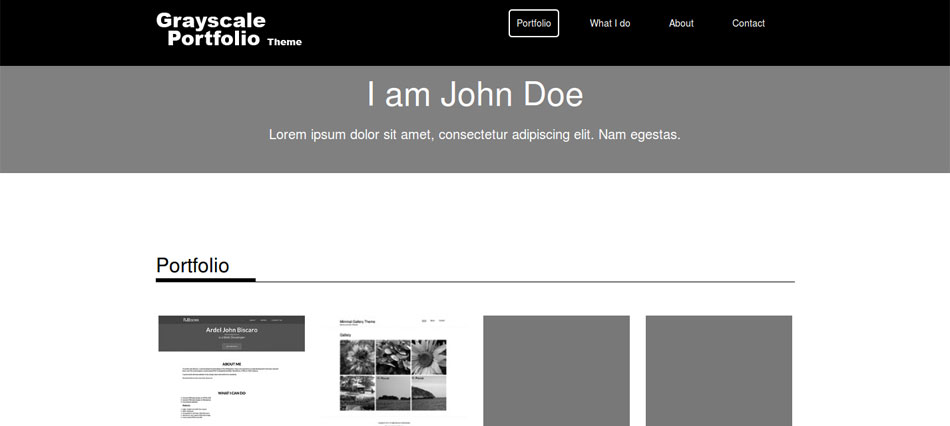 Grayscale
Portfolio Theme
Portfolio
What I do
About
Contact
I am John Doe
Lorem ipsum dolor sit amet, consectetur adipiscing elit. Nam egestas.
Portfolio
Ardel John Biscaro
ABOUT ME
WHAT I CAN DO
Minimal Gallery Theme
Gallery